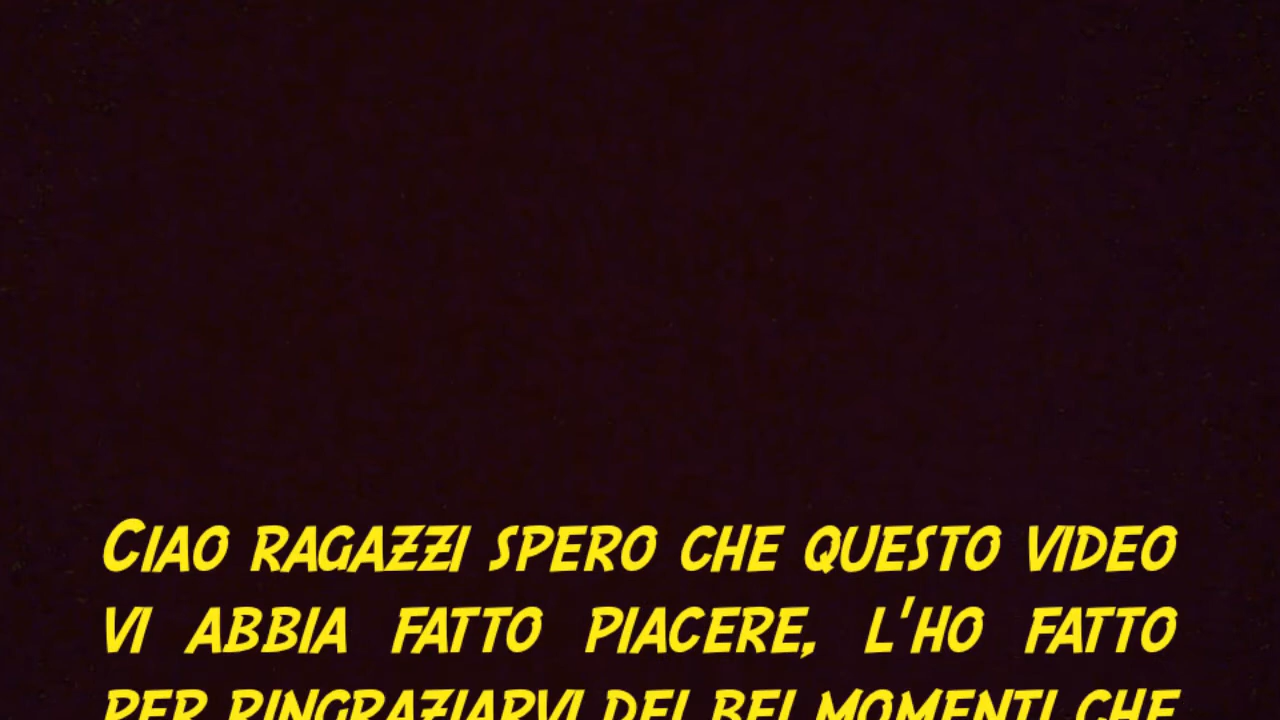 Ciao ragazzi spero che questo video
vi abbia fatto piacere, l'ho fatto
per ringraziarvi dei bei momenti che